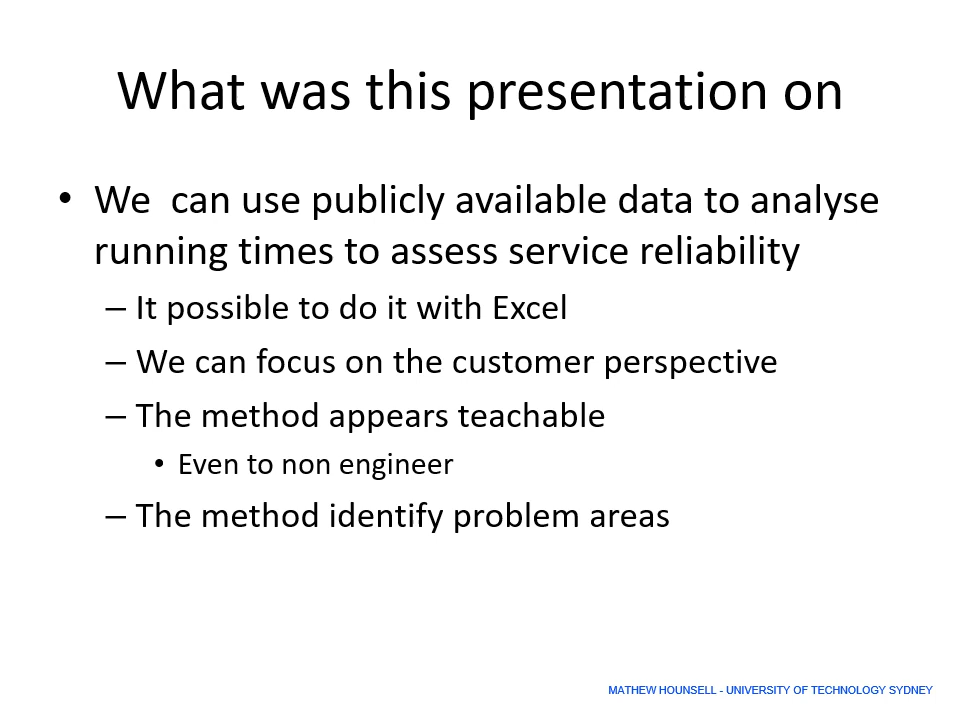 What was this presentation on
• We  can use publicly available data to analyse
running times to assess service reliability
– It possible to do it with Excel
– We can focus on the customer perspective
– The method appears teachable
• Even to non engineer
– The method identify problem areas
MATHEW HOUNSELL - UNIVERSITY OF TECHNOLOGY SYDNEY